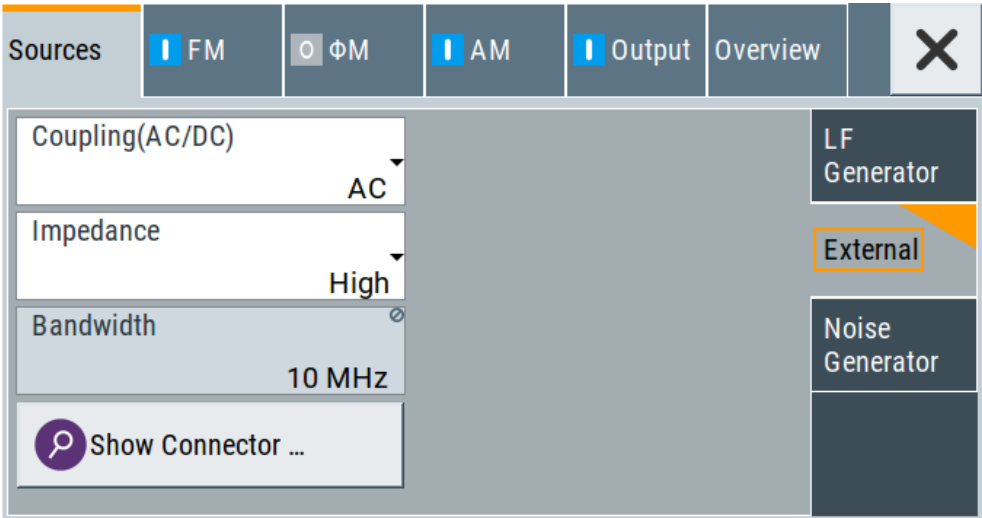 Sources
I FM
O ΦM
I AM
I Output
Overview
Coupling(AC/DC)
AC
Impedance
High
Bandwidth
10 MHz
Show Connector ...
LF
Generator
External
Noise
Generator